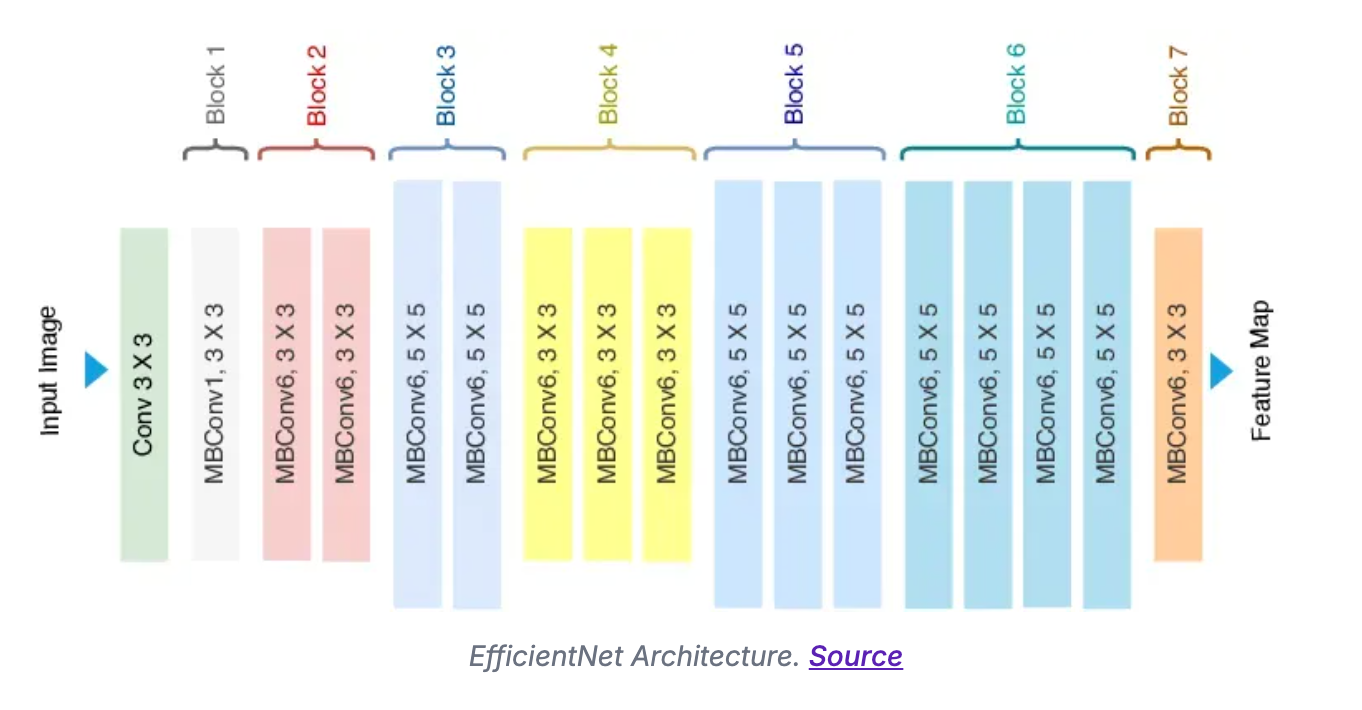 Block 1
Block 2
Block 3
Block 4
Block 5
Block 6
Block 7
Input Image
Conv 3 X 3
MBConv1, 3 X 3
MBConv6, 3 X 3
MBConv6, 3 X 3
MBConv6, 5 X 5
MBConv6, 5 X 5
MBConv6, 3 X 3
MBConv6, 3 X 3
MBConv6, 3 X 3
MBConv6, 5 X 5
MBConv6, 5 X 5
MBConv6, 5 X 5
MBConv6, 5 X 5
MBConv6, 5 X 5
MBConv6, 5 X 5
MBConv6, 5 X 5
MBConv6, 3 X 3
Feature Map
EfficientNet Architecture. Source